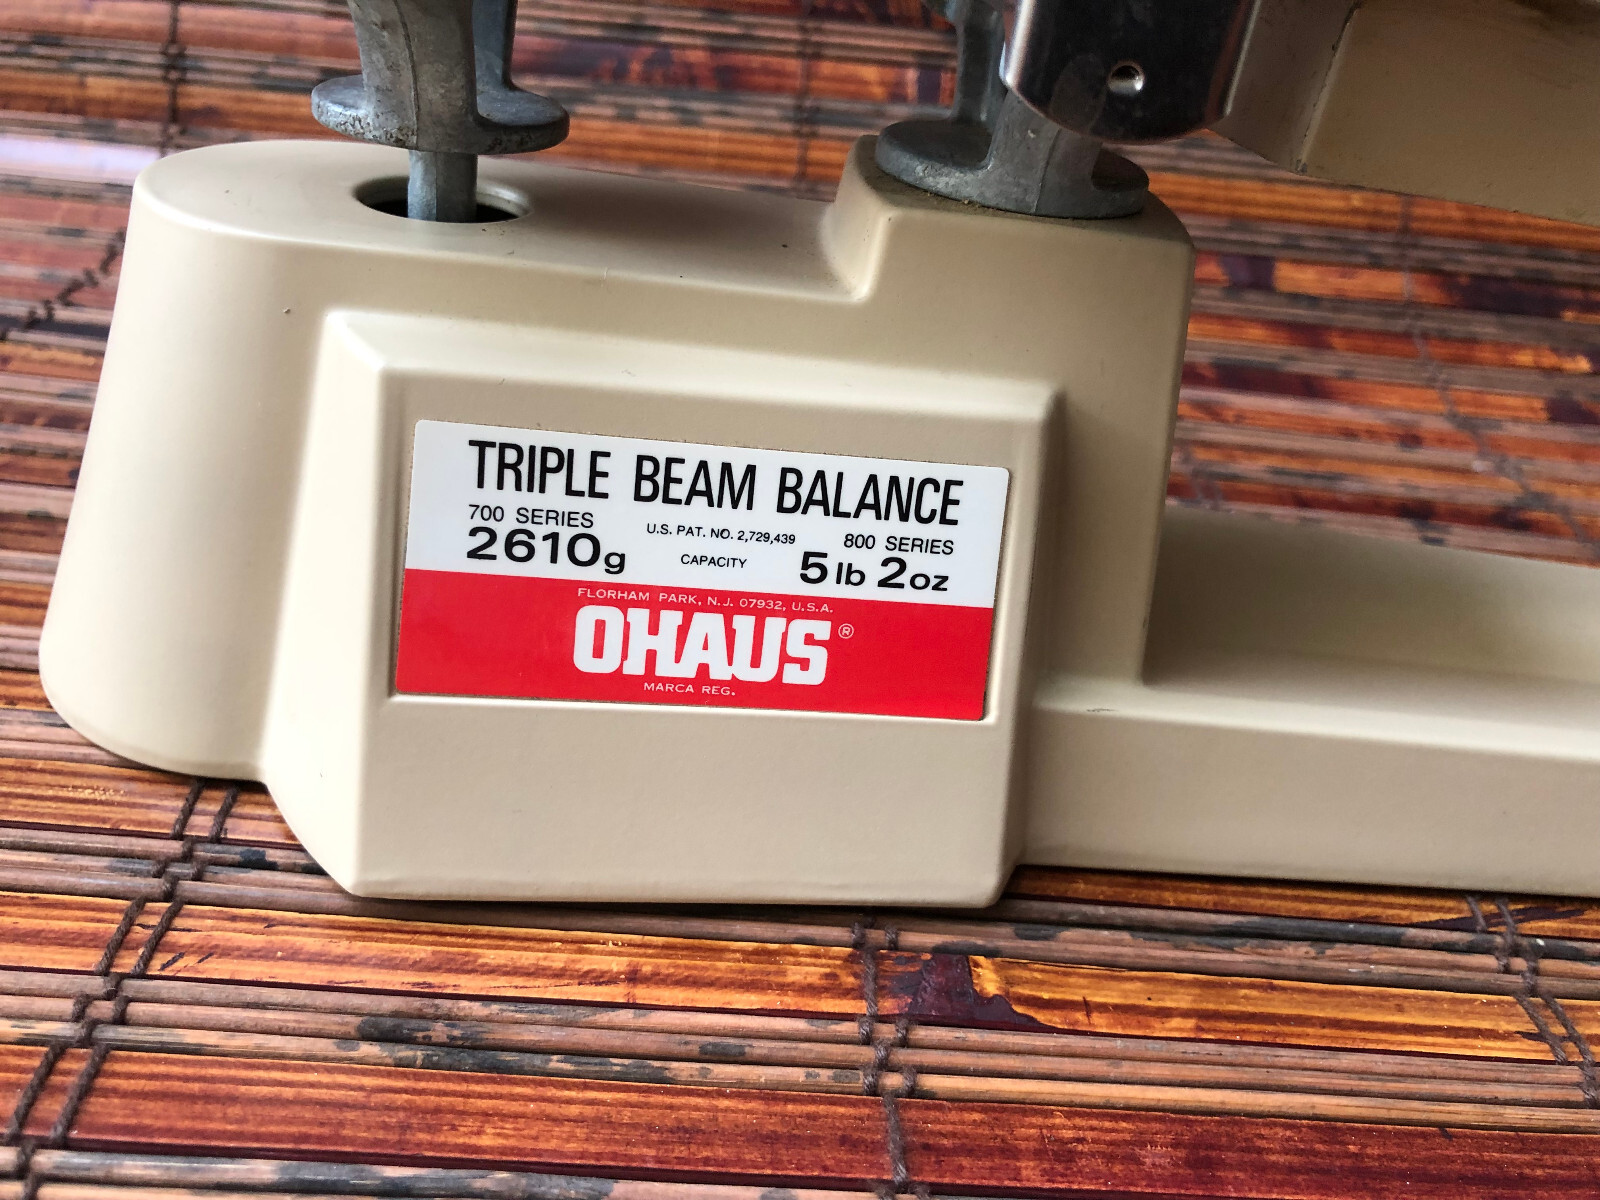 TRIPLE BEAM BALANCE
700 SERIES
2610g
U.S. PAT. NO. 2,729,439
CAPACITY
800 SERIES
5 lb 2 oz
FLORHAM PARK, N.J. 07932, U.S.A.
OHAUS®
MARCA REG.